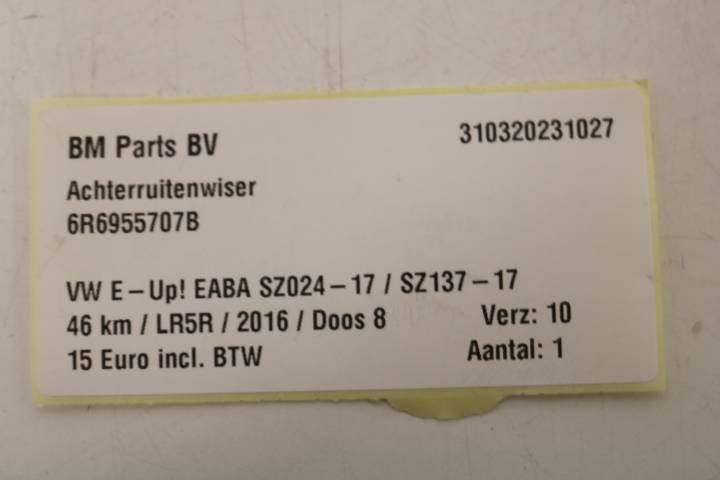 BM Parts BV 310320231027
Achterruitenwiser
6R6955707B
VW E-Up! EABA SZ024-17 / SZ137-17
46 km / LR5R / 2016 / Doos 8 Verz: 10
15 Euro incl. BTW Aantal: 1